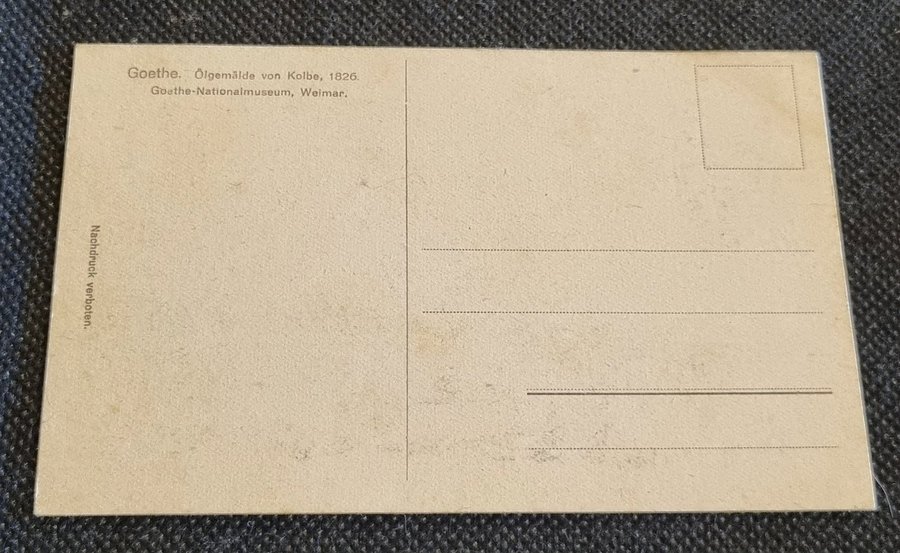 Goethe. Ölgemälde von Kolbe, 1826.
Goethe-Nationalmuseum, Weimar.
Nachdruck verboten.